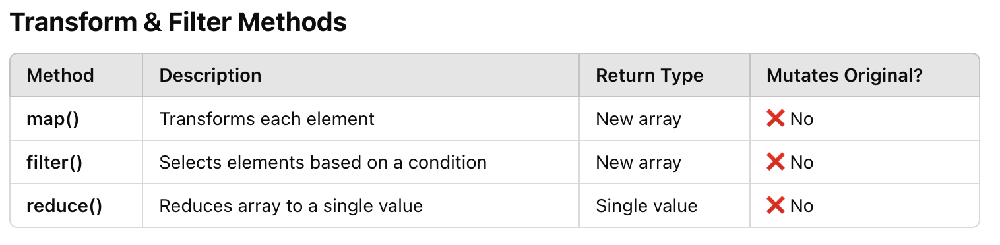 Transform & Filter Methods
Method Description Return Type Mutates Original?
map() Transforms each element New array ❌ No
filter() Selects elements based on a condition New array ❌ No
reduce() Reduces array to a single value Single value ❌ No